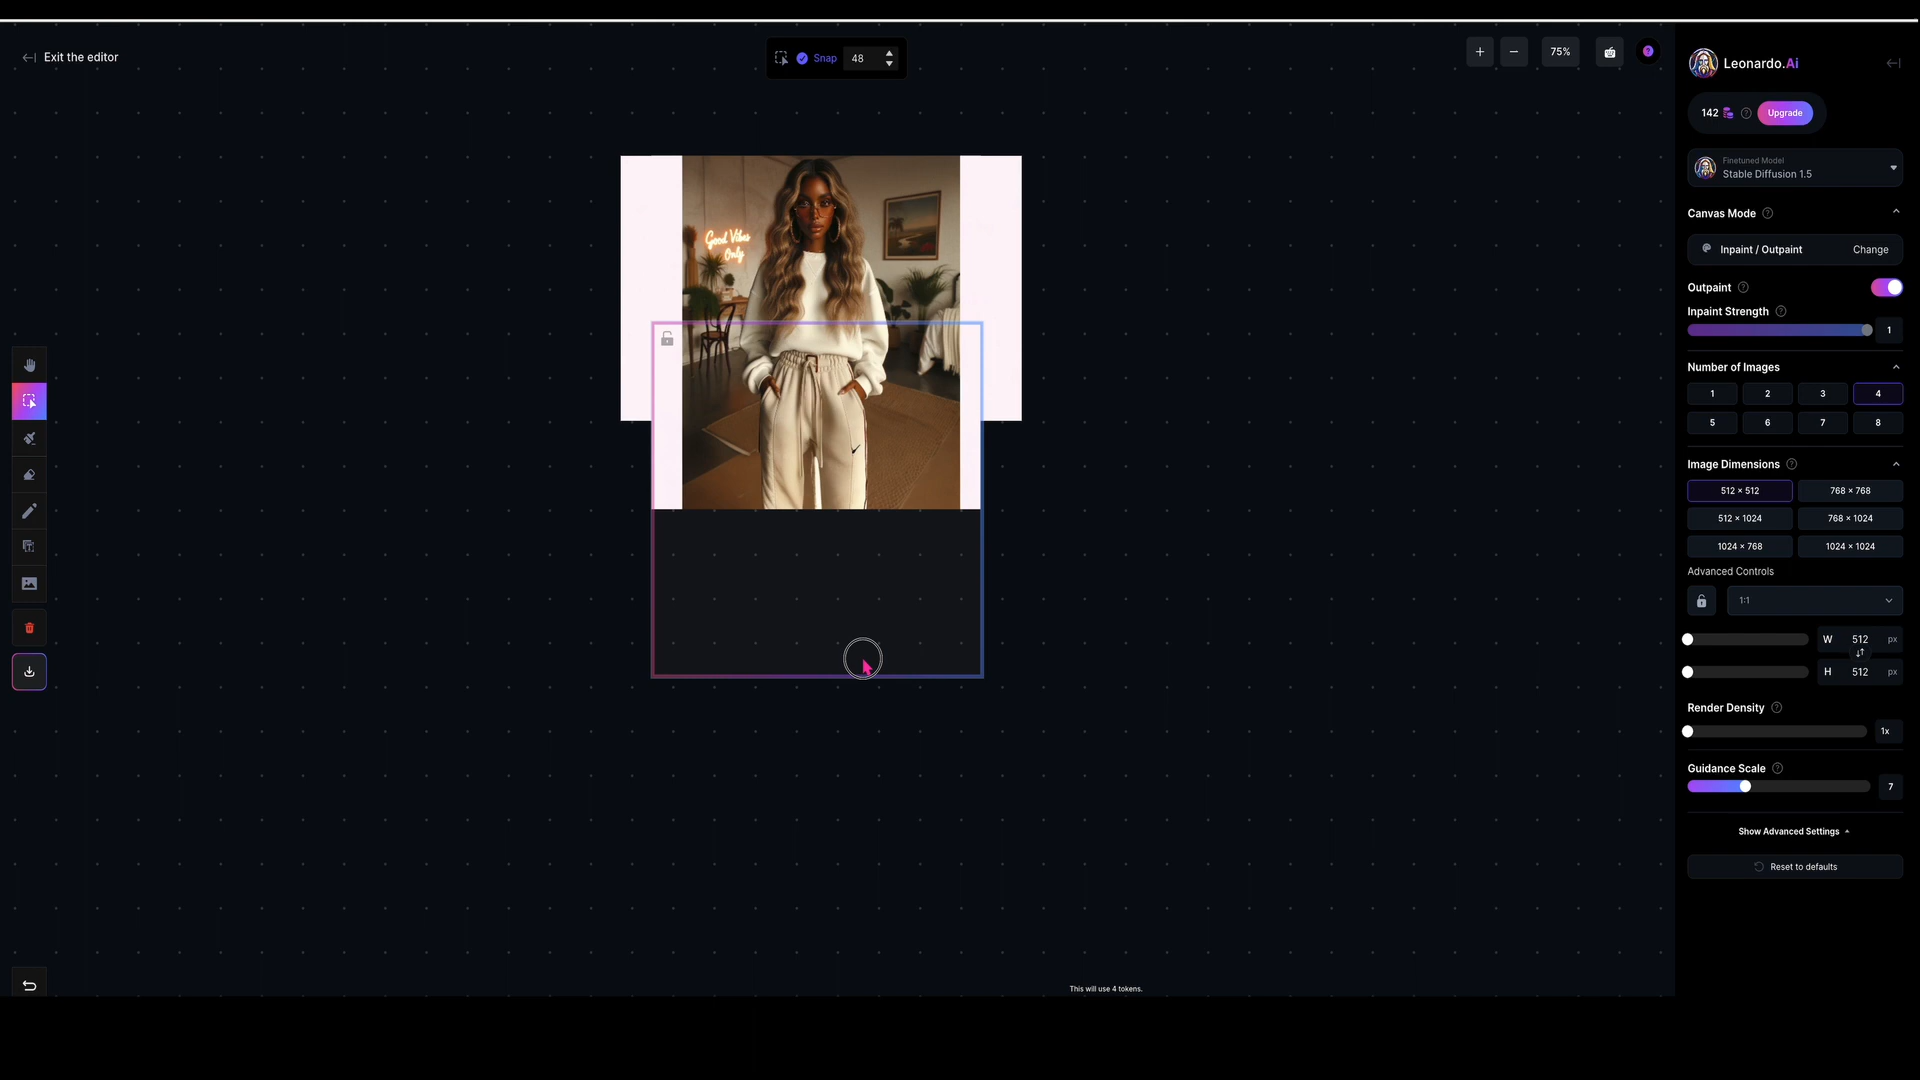 Exit the editor
Snap
48
75%
Leonardo.Ai
142
Upgrade
Finetuned Model
Stable Diffusion 1.5
Canvas Mode
Inpaint / Outpaint
Change
Outpaint
Inpaint Strength
1
Number of Images
1
2
3
4
5
6
7
8
Image Dimensions
512 × 512
768 × 768
512 × 1024
768 × 1024
1024 × 768
1024 × 1024
Advanced Controls
1:1
W 512 px
H 512 px
Render Density
1x
Guidance Scale
7
Show Advanced Settings
Reset to defaults
Good Vibes
Only
This will use 4 tokens.